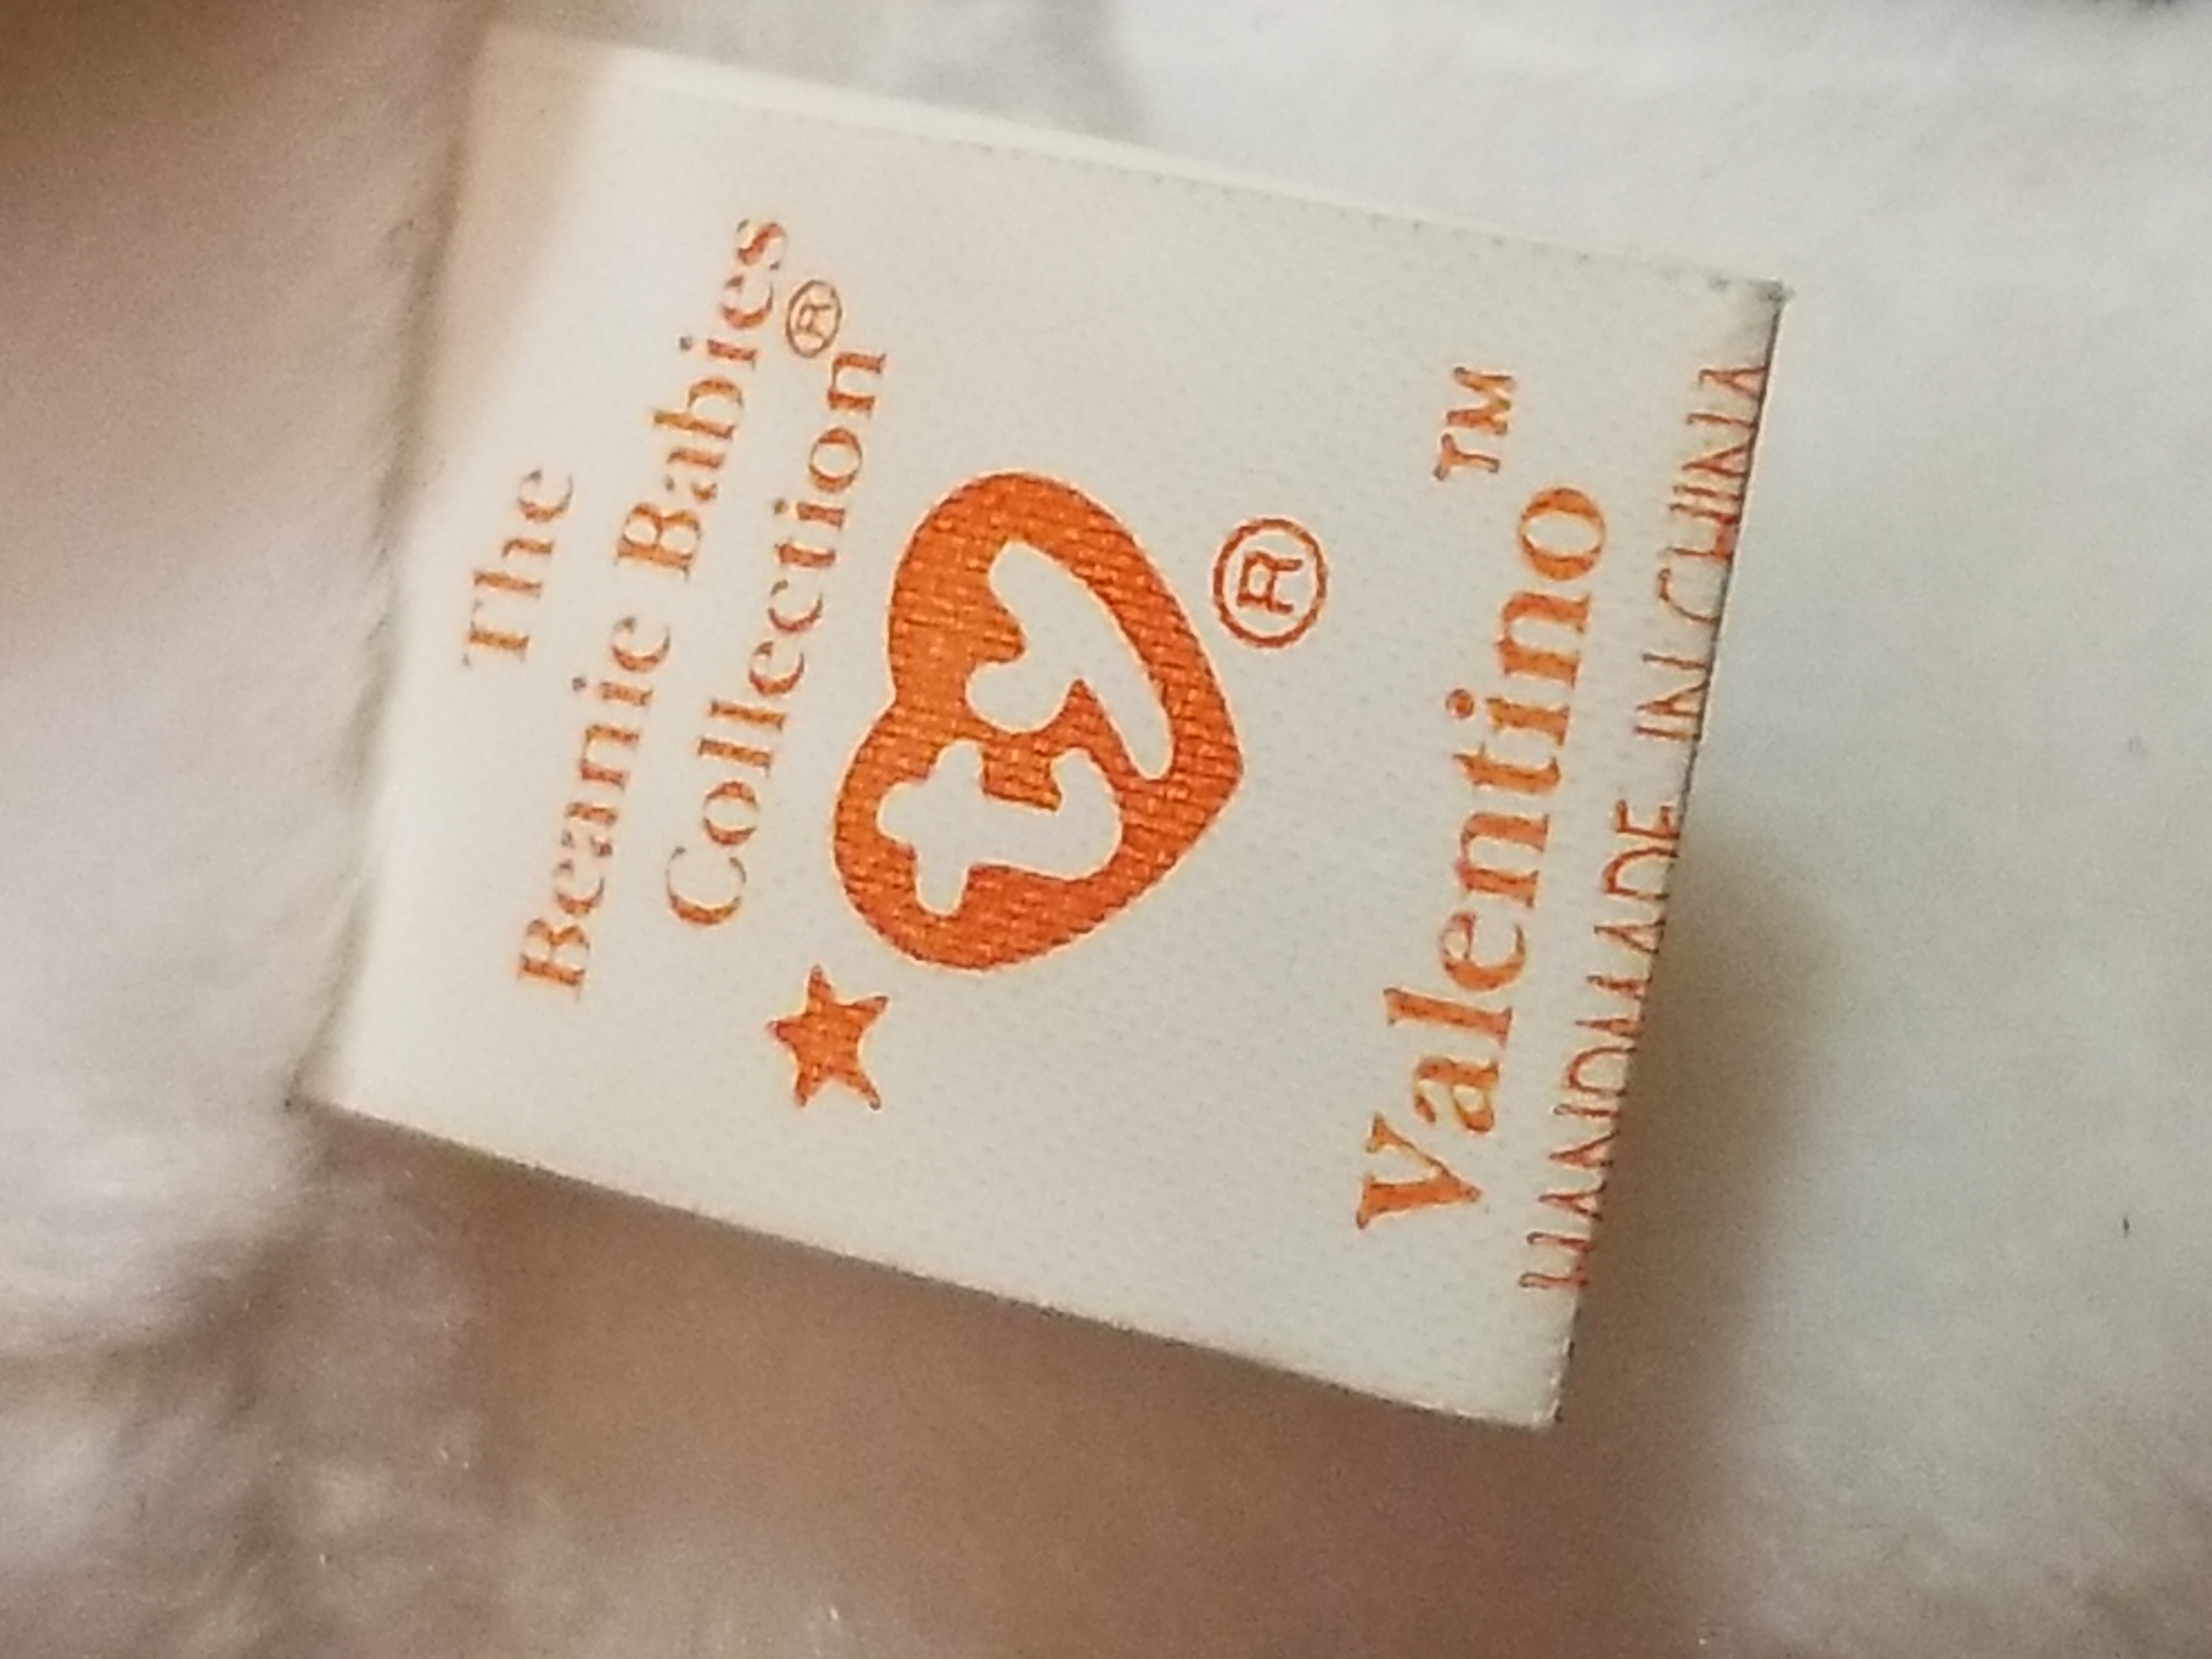 The
Beanie Babies
Collection®
ty®
Valentino™
HANDMADE IN CHINA